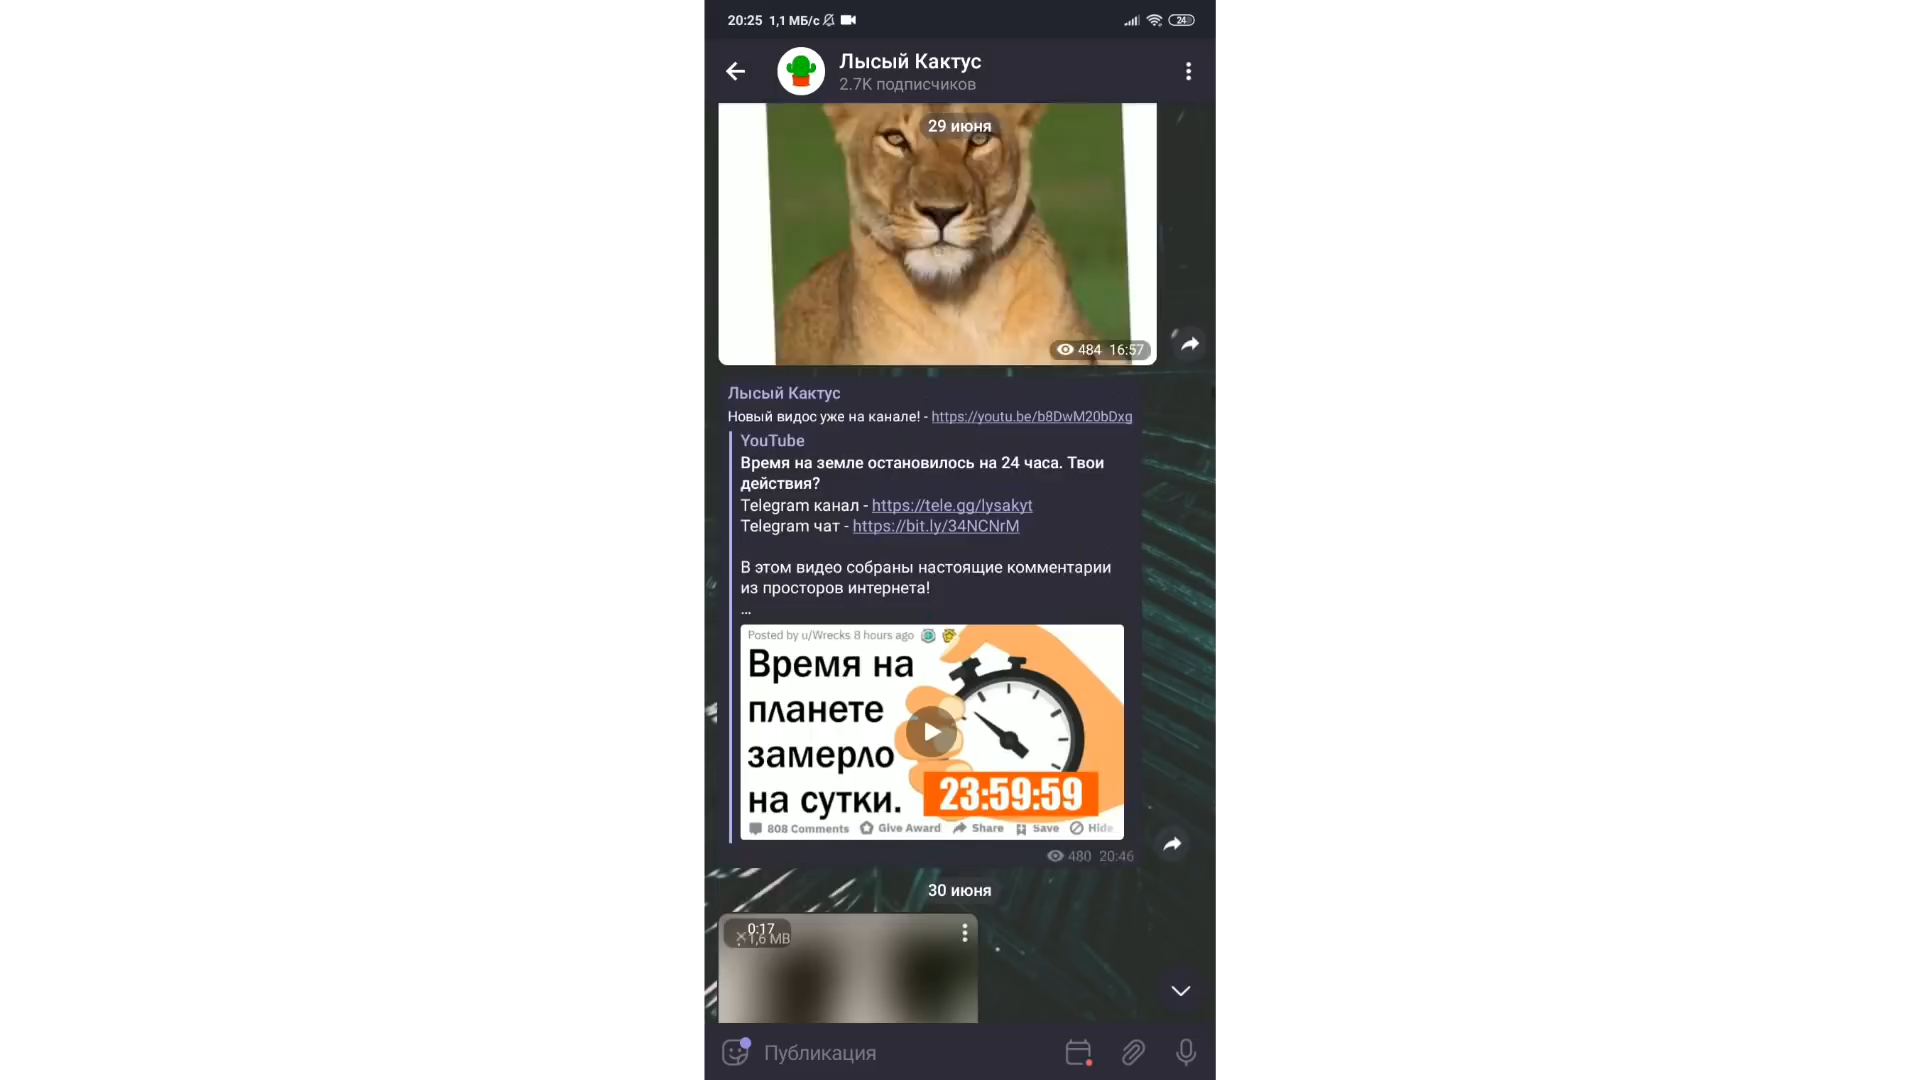 20:25 1,1 МБ/с 24
Лысый Кактус
2.7K подписчиков
29 июня
484 16:57
Лысый Кактус
Новый видос уже на канале! - https://youtu.be/b8DwM20bDxg
YouTube
Время на земле остановилось на 24 часа. Твои
действия?
Telegram канал - https://tele.gg/lysakyt
Telegram чат - https://bit.ly/34NCNrM
В этом видео собраны настоящие комментарии
из просторов интернета!
...
Posted by u/Wrecks 8 hours ago
Время на
планете
замерло
на сутки.
23:59:59
808 Comments Give Award Share Save Hide
480 20:46
30 июня
0:17
1,6 MB
Публикация